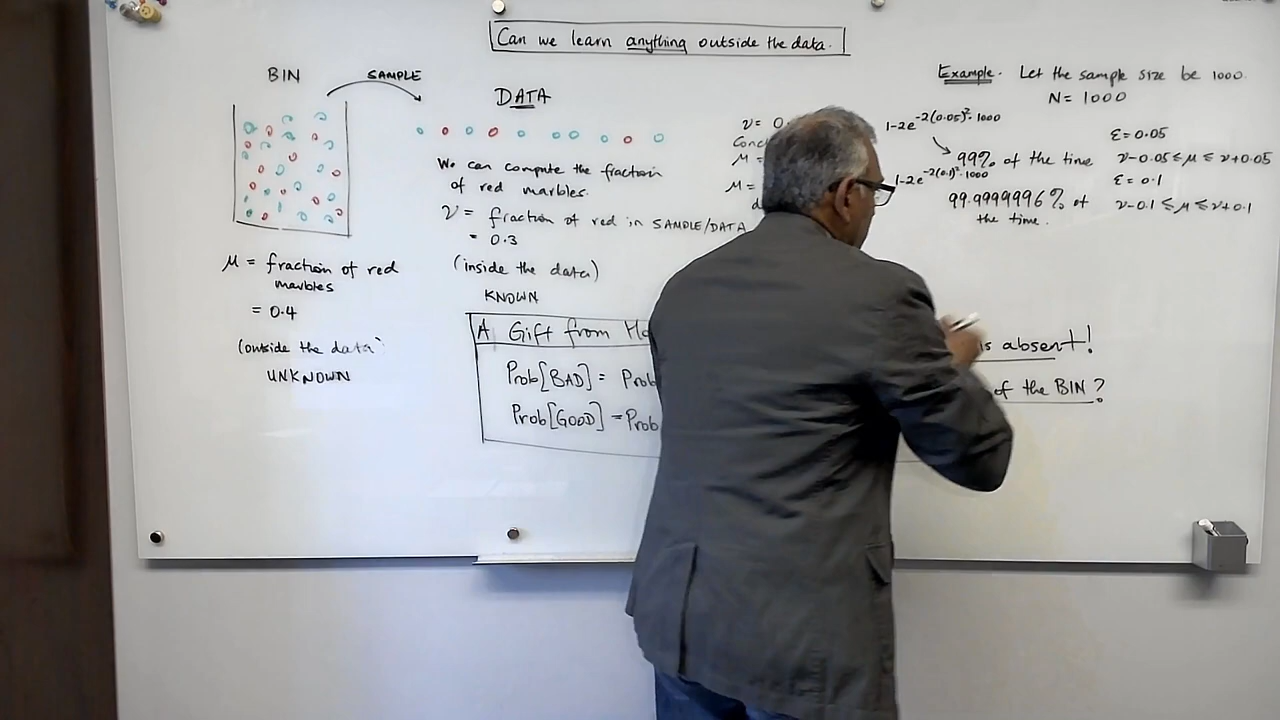 Can we learn anything outside the data.
BIN
SAMPLE
DATA
We can compute the fraction
of red marbles.
ν = fraction of red in SAMPLE/DATA
= 0.3
(inside the data)
KNOWN
μ = fraction of red
marbles
= 0.4
(outside the data)
UNKNOWN
A Gift from Ho
Prob[BAD] = Prob
Prob[GOOD] = Prob
ν = 0
Conc
μ =
μ =
d
Example. Let the sample size be 1000.
N = 1000
1-2e^{-2(0.05)²·1000}
ε = 0.05
99% of the time
ν-0.05 ≤ μ ≤ ν+0.05
1-2e^{-2(0.1)²·1000}
ε = 0.1
99.9999996% of
the time.
ν-0.1 ≤ μ ≤ ν+0.1
is absent!
of the BIN?